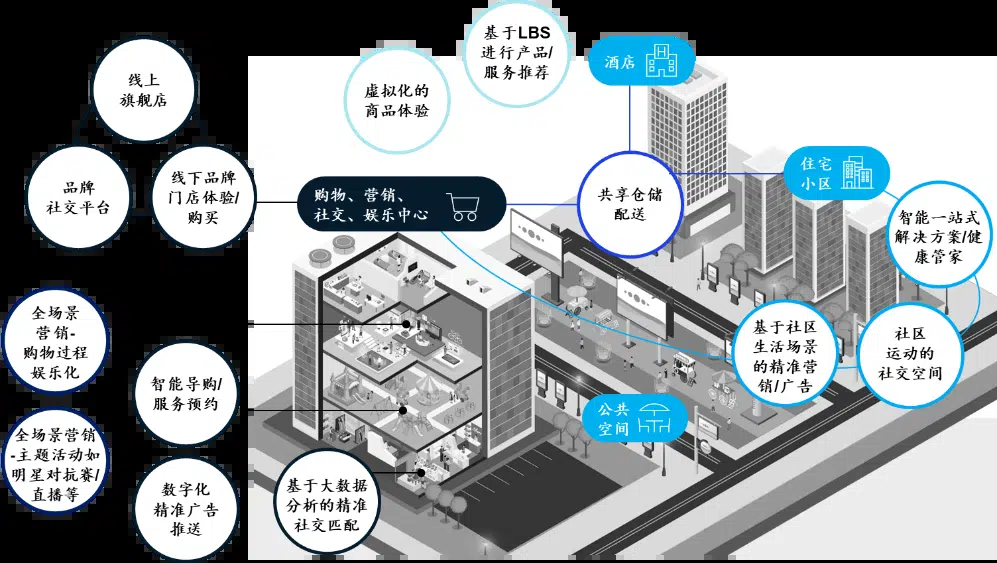 基于LBS
进行产品/
服务推荐
酒店
线上
旗舰店
虚拟化的
商品体验
品牌
社交平台
线下品牌
门店体验/
购买
购物、营销、
社交、娱乐中心
共享仓储
配送
住宅
小区
智能一站式
解决方案/健
康管家
全场景
营销-
购物过程
娱乐化
智能导购/
服务预约
基于社区
生活场景
的精准营
销/广告
社区
运动的
社交空间
公共
空间
全场景营销
-主题活动如
明星对抗赛/
直播等
数字化
精准广告
推送
基于大数据
分析的精准
社交匹配